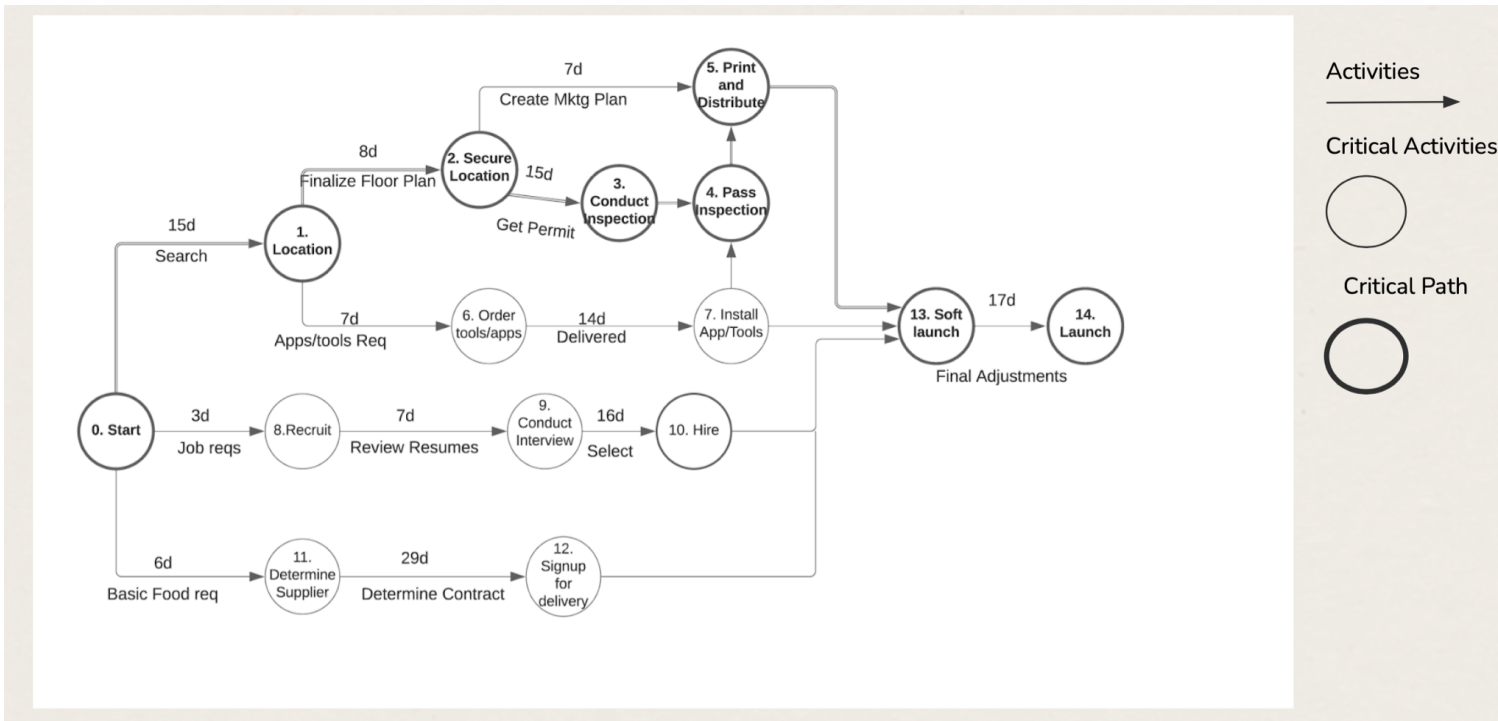 7d
Create Mktg Plan
5. Print
and
Distribute
8d
Finalize Floor Plan
2. Secure
Location
15d
Get Permit
3.
Conduct
Inspection
4. Pass
Inspection
15d
Search
1.
Location
7d
Apps/tools Req
6. Order
tools/apps
14d
Delivered
7. Install
App/Tools
13. Soft
launch
17d
Final Adjustments
14.
Launch
0. Start
3d
Job reqs
8.Recruit
7d
Review Resumes
9.
Conduct
Interview
16d
Select
10. Hire
6d
Basic Food req
11.
Determine
Supplier
29d
Determine Contract
12.
Signup
for
delivery
Activities
Critical Activities
Critical Path